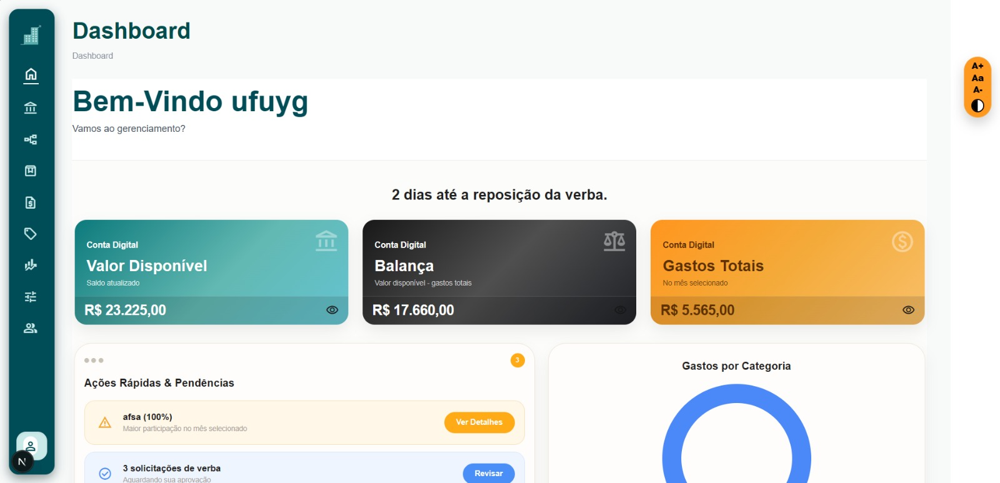 Dashboard
Dashboard
Bem-Vindo ufuyg
Vamos ao gerenciamento?
A+
Aa
A-
2 dias até a reposição da verba.
Conta Digital
Valor Disponível
Saldo atualizado
R$ 23.225,00
Conta Digital
Balança
Valor disponível - gastos totais
R$ 17.660,00
Conta Digital
Gastos Totais
No mês selecionado
R$ 5.565,00
3
Ações Rápidas & Pendências
afsa (100%)
Maior participação no mês selecionado
Ver Detalhes
3 solicitações de verba
Aguardando sua aprovação
Revisar
Gastos por Categoria
N